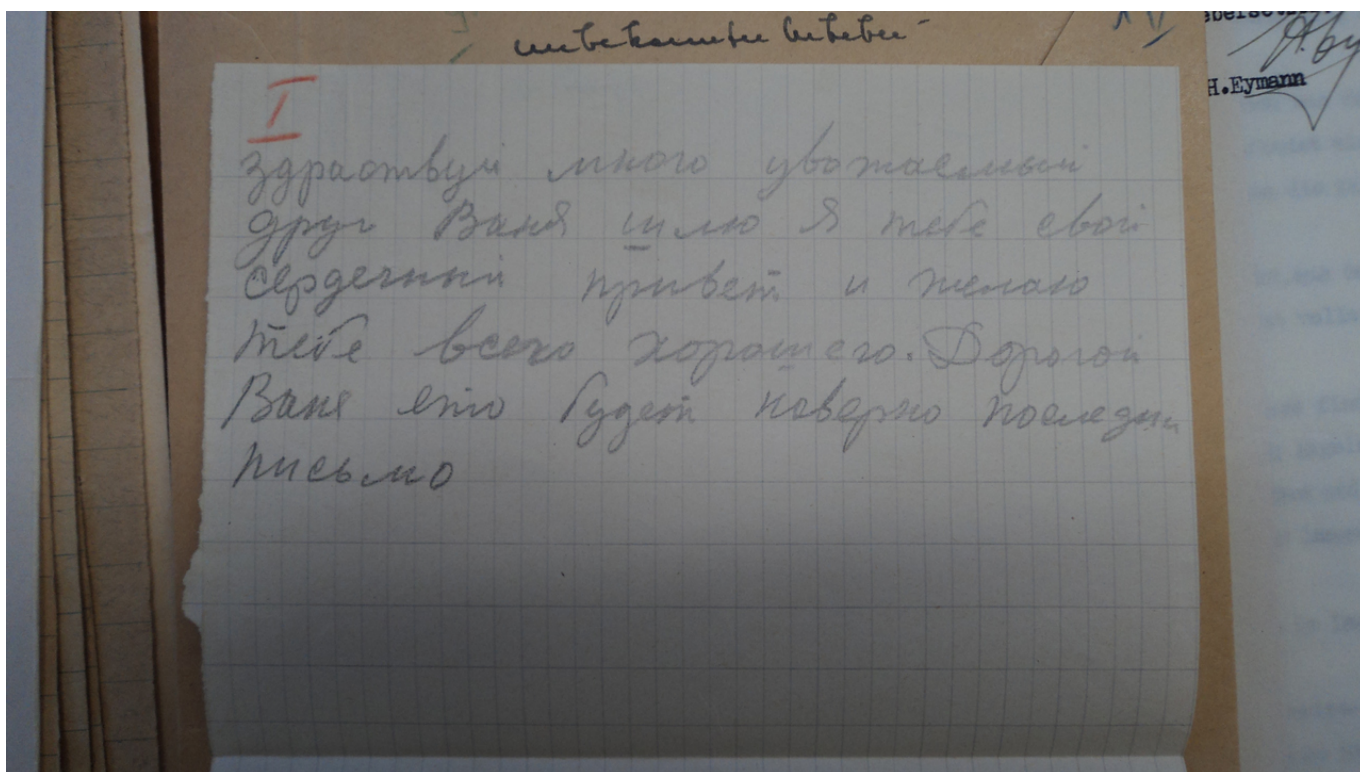 I
здраствуй много уважаемый
друг Ваня шлю я тебе свой
сердечный привет и желаю
тебе всего хорошего. Дорогой
Ваня ето будет наверно последни
письмо
H.Eymann